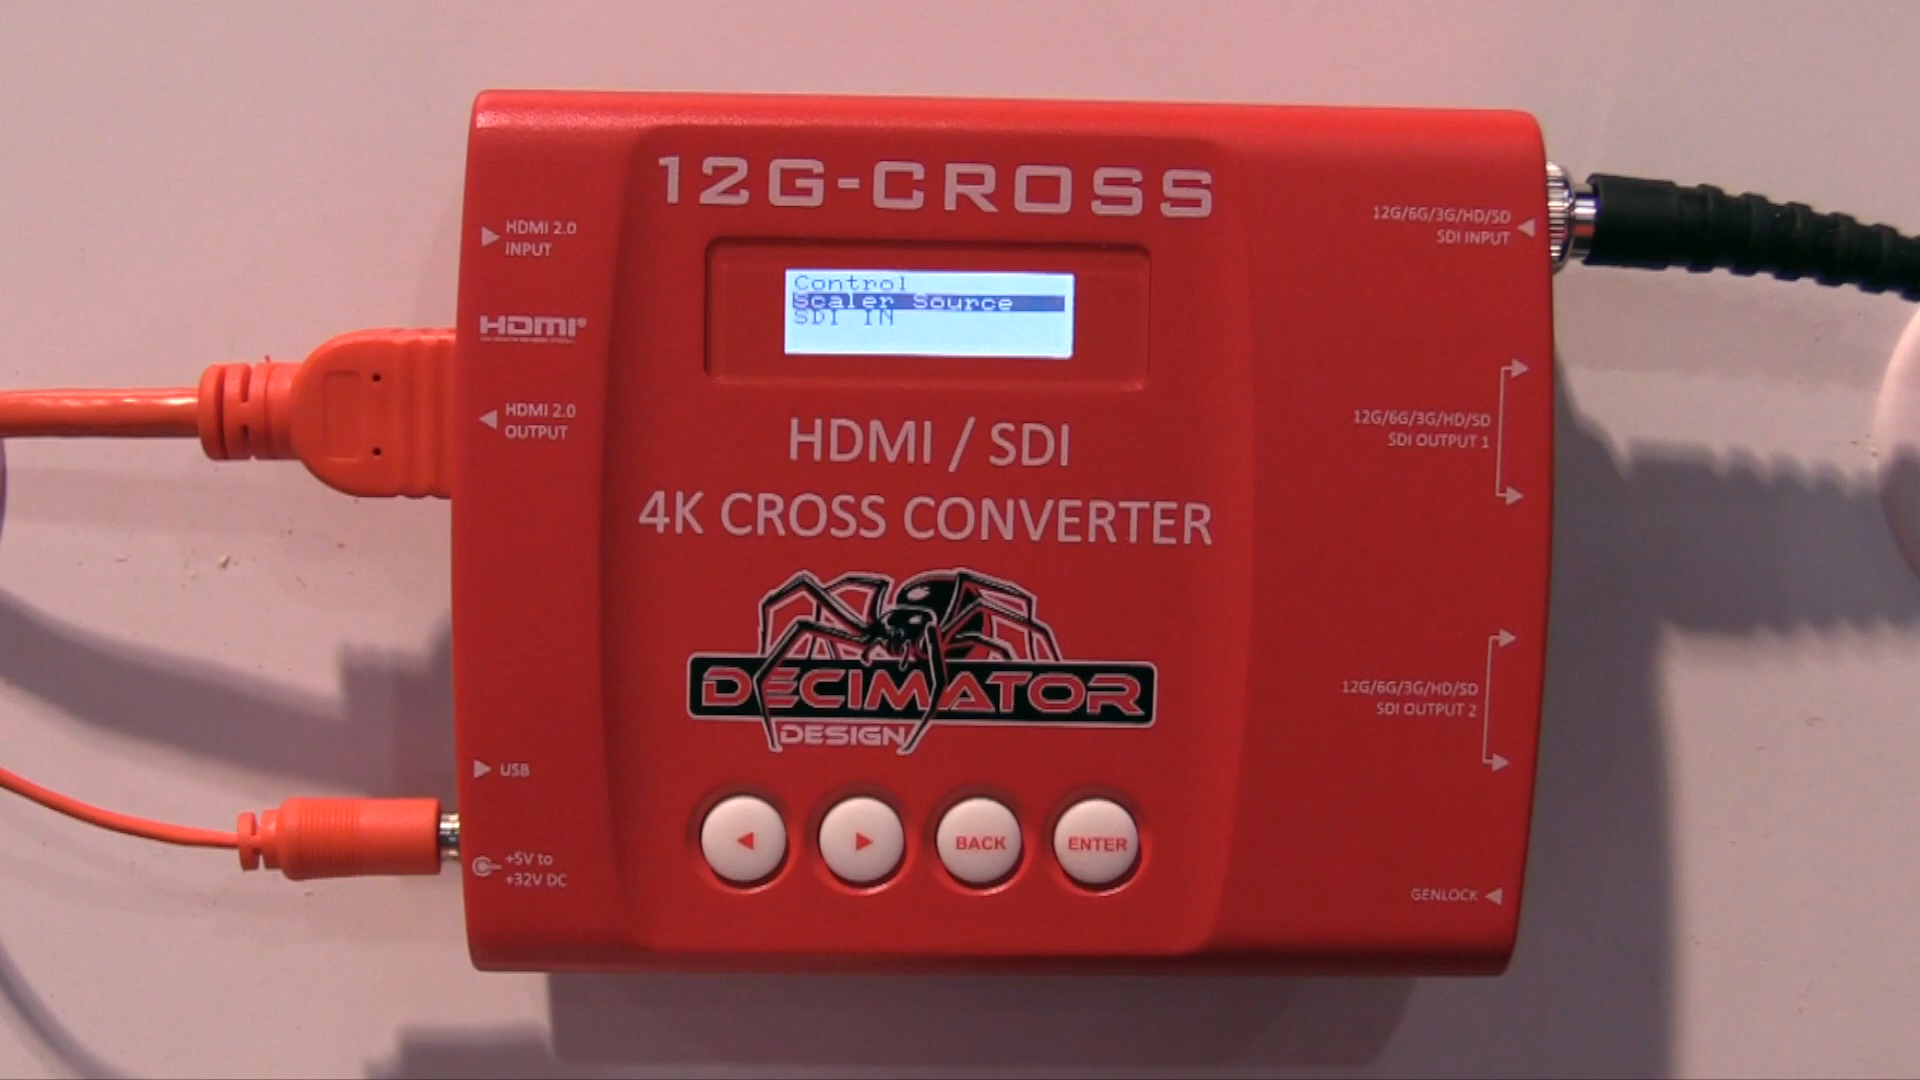 12G-CROSS
Control
Scaler Source
SDI IN
HDMI 2.0
INPUT
HDMI®
HDMI 2.0
OUTPUT
USB
+5V to
+32V DC
HDMI / SDI
4K CROSS CONVERTER
DECIMATOR
DESIGN
◄
►
BACK
ENTER
12G/6G/3G/HD/SD
SDI INPUT
12G/6G/3G/HD/SD
SDI OUTPUT 1
12G/6G/3G/HD/SD
SDI OUTPUT 2
GENLOCK